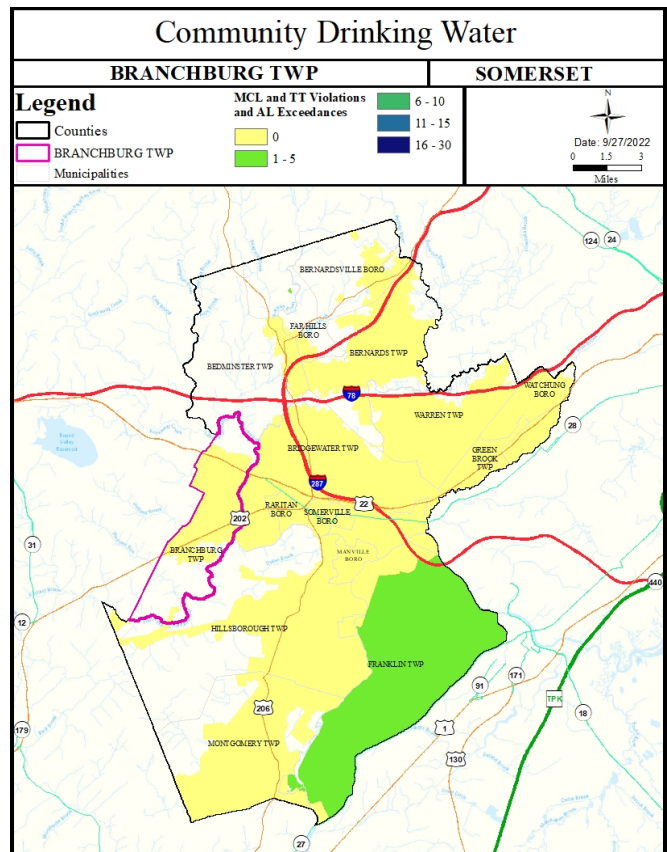 Community Drinking Water
BRANCHBURG TWP
SOMERSET
Legend
Counties
BRANCHBURG TWP
Municipalities
MCL and TT Violations
and AL Exceedances
0
1 - 5
6 - 10
11 - 15
16 - 30
N
Date: 9/27/2022
0 1.5 3
Miles
124
24
BERNARDSVILLE BORO
FAR HILLS
BORO
BERNARDS TWP
BEDMINSTER TWP
WATCHUNG
BORO
78
WARREN TWP
28
BRIDGEWATER TWP
GREEN
BROOK
TWP
287
22
RARITAN
BORO
SOMERVILLE
BORO
202
31
BRANCHBURG
TWP
MANVILLE
BORO
440
12
HILLSBOROUGH TWP
FRANKLIN TWP
171
91
TPK
206
18
1
179
MONTGOMERY TWP
130
27